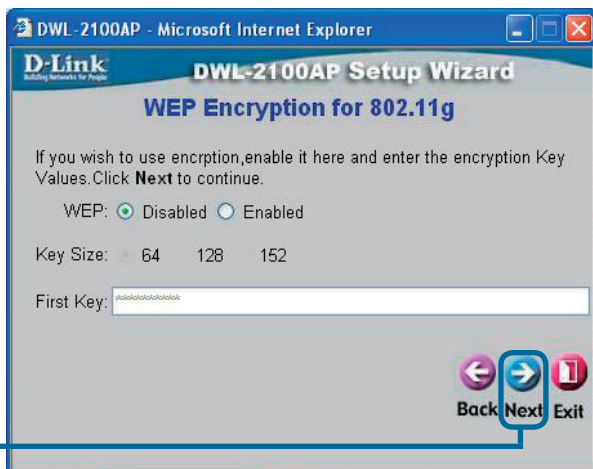 DWL-2100AP - Microsoft Internet Explorer
D-Link
Building Networks for People
DWL-2100AP Setup Wizard
WEP Encryption for 802.11g
If you wish to use encrption,enable it here and enter the encryption Key
Values.Click Next to continue.
WEP: Disabled Enabled
Key Size: 64 128 152
First Key: *************
Back Next Exit